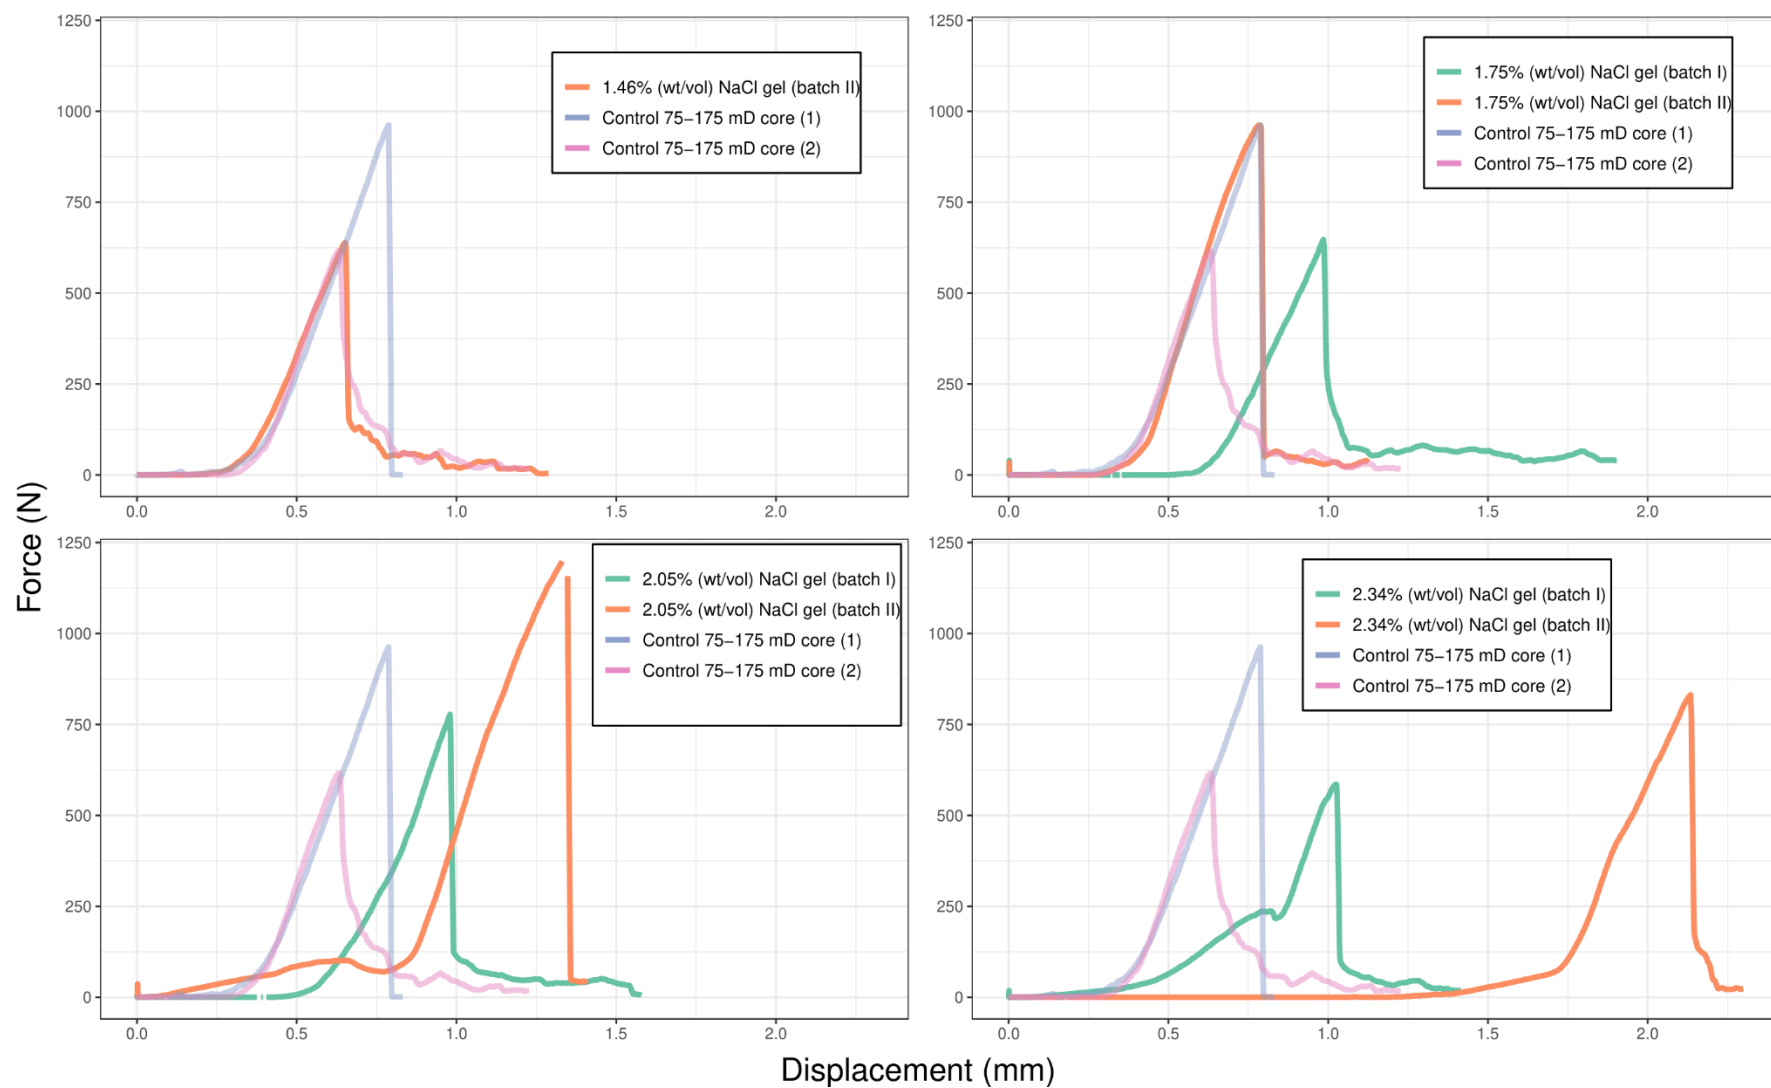 1250
1000
750
500
250
0
0.0 0.5 1.0 1.5 2.0
1.46% (wt/vol) NaCl gel (batch II)
Control 75−175 mD core (1)
Control 75−175 mD core (2)
1250
1000
750
500
250
0
0.0 0.5 1.0 1.5 2.0
1.75% (wt/vol) NaCl gel (batch I)
1.75% (wt/vol) NaCl gel (batch II)
Control 75−175 mD core (1)
Control 75−175 mD core (2)
Force (N)
1250
1000
750
500
250
0
0.0 0.5 1.0 1.5 2.0
2.05% (wt/vol) NaCl gel (batch I)
2.05% (wt/vol) NaCl gel (batch II)
Control 75−175 mD core (1)
Control 75−175 mD core (2)
1250
1000
750
500
250
0
0.0 0.5 1.0 1.5 2.0
2.34% (wt/vol) NaCl gel (batch I)
2.34% (wt/vol) NaCl gel (batch II)
Control 75−175 mD core (1)
Control 75−175 mD core (2)
Displacement (mm)